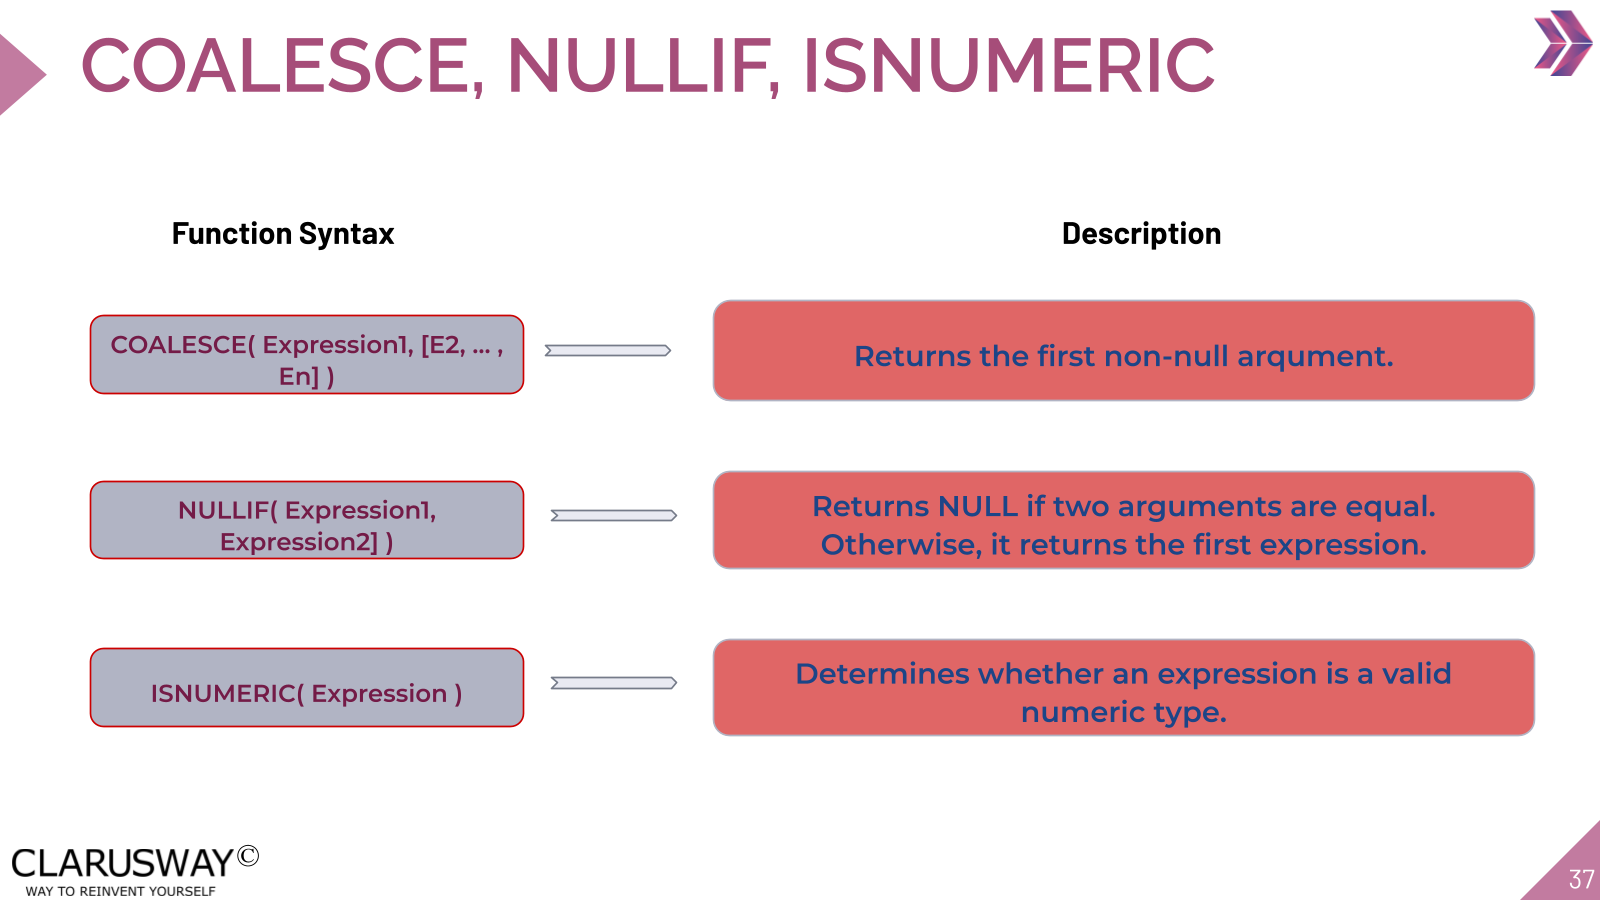 COALESCE, NULLIF, ISNUMERIC
Function Syntax
Description
COALESCE( Expression1, [E2, ... ,
En] )
Returns the first non-null arqument.
NULLIF( Expression1,
Expression2] )
Returns NULL if two arguments are equal.
Otherwise, it returns the first expression.
ISNUMERIC( Expression )
Determines whether an expression is a valid
numeric type.
CLARUSWAY©
WAY TO REINVENT YOURSELF
37